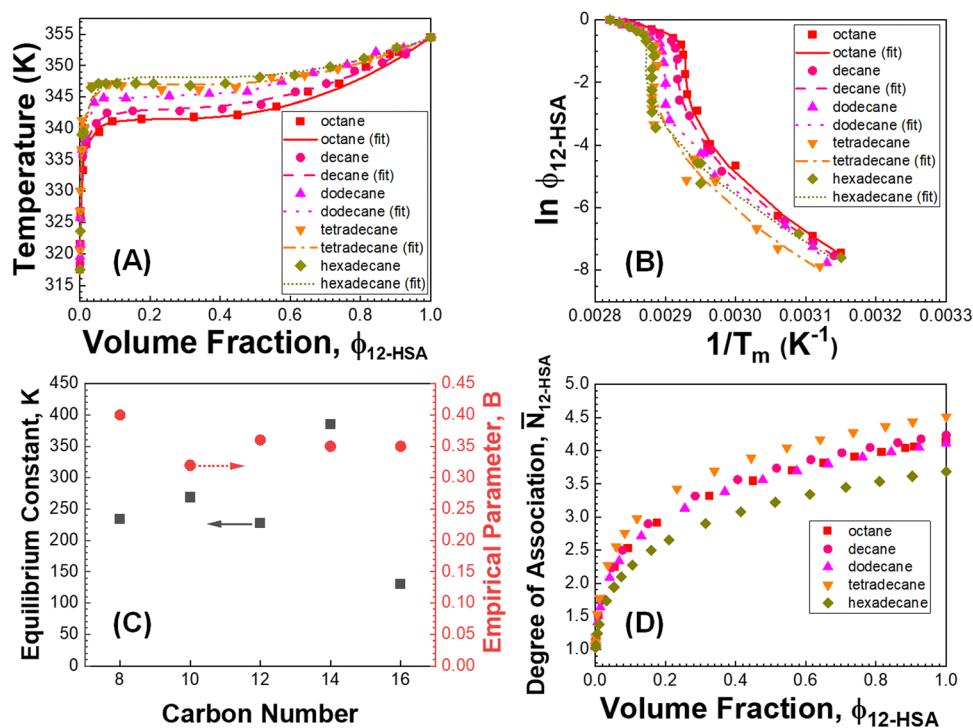 (A)
Temperature (K)
355
350
345
340
335
330
325
320
315
0.0
0.2
0.4
0.6
0.8
1.0
Volume Fraction, ϕ12-HSA
octane
octane (fit)
decane
decane (fit)
dodecane
dodecane (fit)
tetradecane
tetradecane (fit)
hexadecane
hexadecane (fit)
(B)
ln ϕ12-HSA
0
-2
-4
-6
-8
0.0028
0.0029
0.0030
0.0031
0.0032
0.0033
1/Tm (K-1)
octane
octane (fit)
decane
decane (fit)
dodecane
dodecane (fit)
tetradecane
tetradecane (fit)
hexadecane
hexadecane (fit)
(C)
Equilibrium Constant, K
450
400
350
300
250
200
150
100
50
0
8
10
12
14
16
Carbon Number
0.45
0.40
0.35
0.30
0.25
0.20
0.15
0.10
0.05
0.00
Empirical Parameter, B
(D)
Degree of Association, N̅12-HSA
5.0
4.5
4.0
3.5
3.0
2.5
2.0
1.5
1.0
0.0
0.2
0.4
0.6
0.8
1.0
Volume Fraction, ϕ12-HSA
octane
decane
dodecane
tetradecane
hexadecane